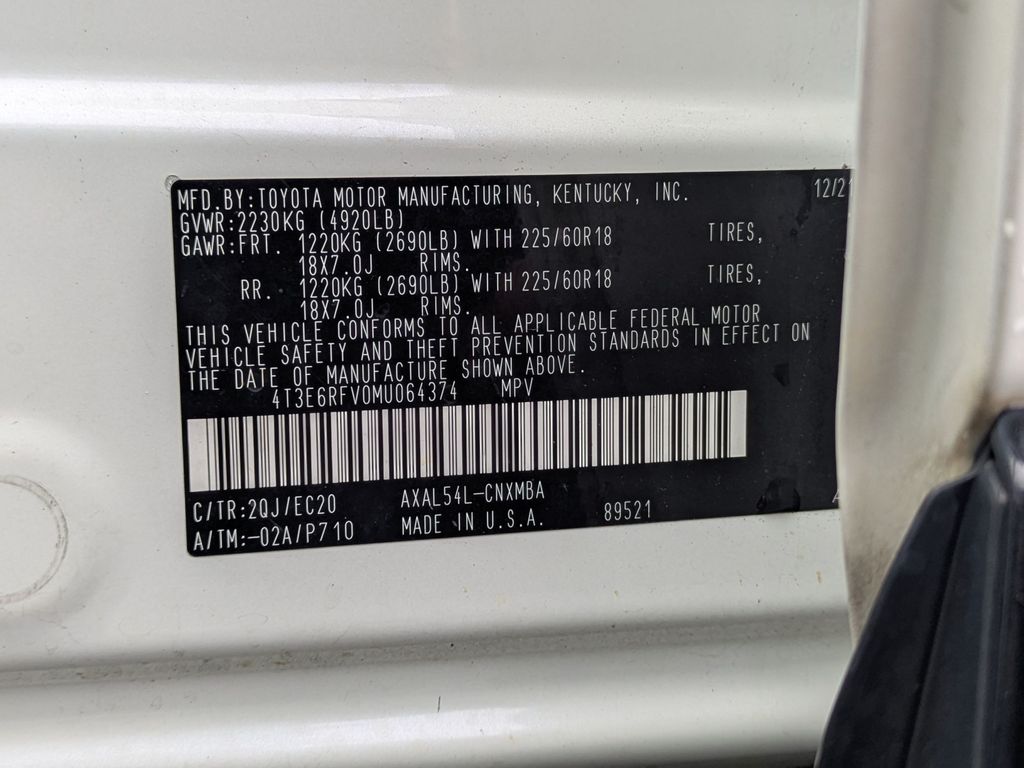 MFD.BY:TOYOTA MOTOR MANUFACTURING, KENTUCKY, INC. 12/21
GVWR:2230KG (4920LB)
GAWR:FRT. 1220KG (2690LB) WITH 225/60R18 TIRES,
18X7.0J RIMS.
RR. 1220KG (2690LB) WITH 225/60R18 TIRES,
18X7.0J RIMS.
THIS VEHICLE CONFORMS TO ALL APPLICABLE FEDERAL MOTOR
VEHICLE SAFETY AND THEFT PREVENTION STANDARDS IN EFFECT ON
THE DATE OF MANUFACTURE SHOWN ABOVE.
4T3E6RFV0MU064374 MPV
C/TR:2QJ/EC20 AXAL54L-CNXMBA
A/TM:-02A/P710 MADE IN U.S.A. 89521